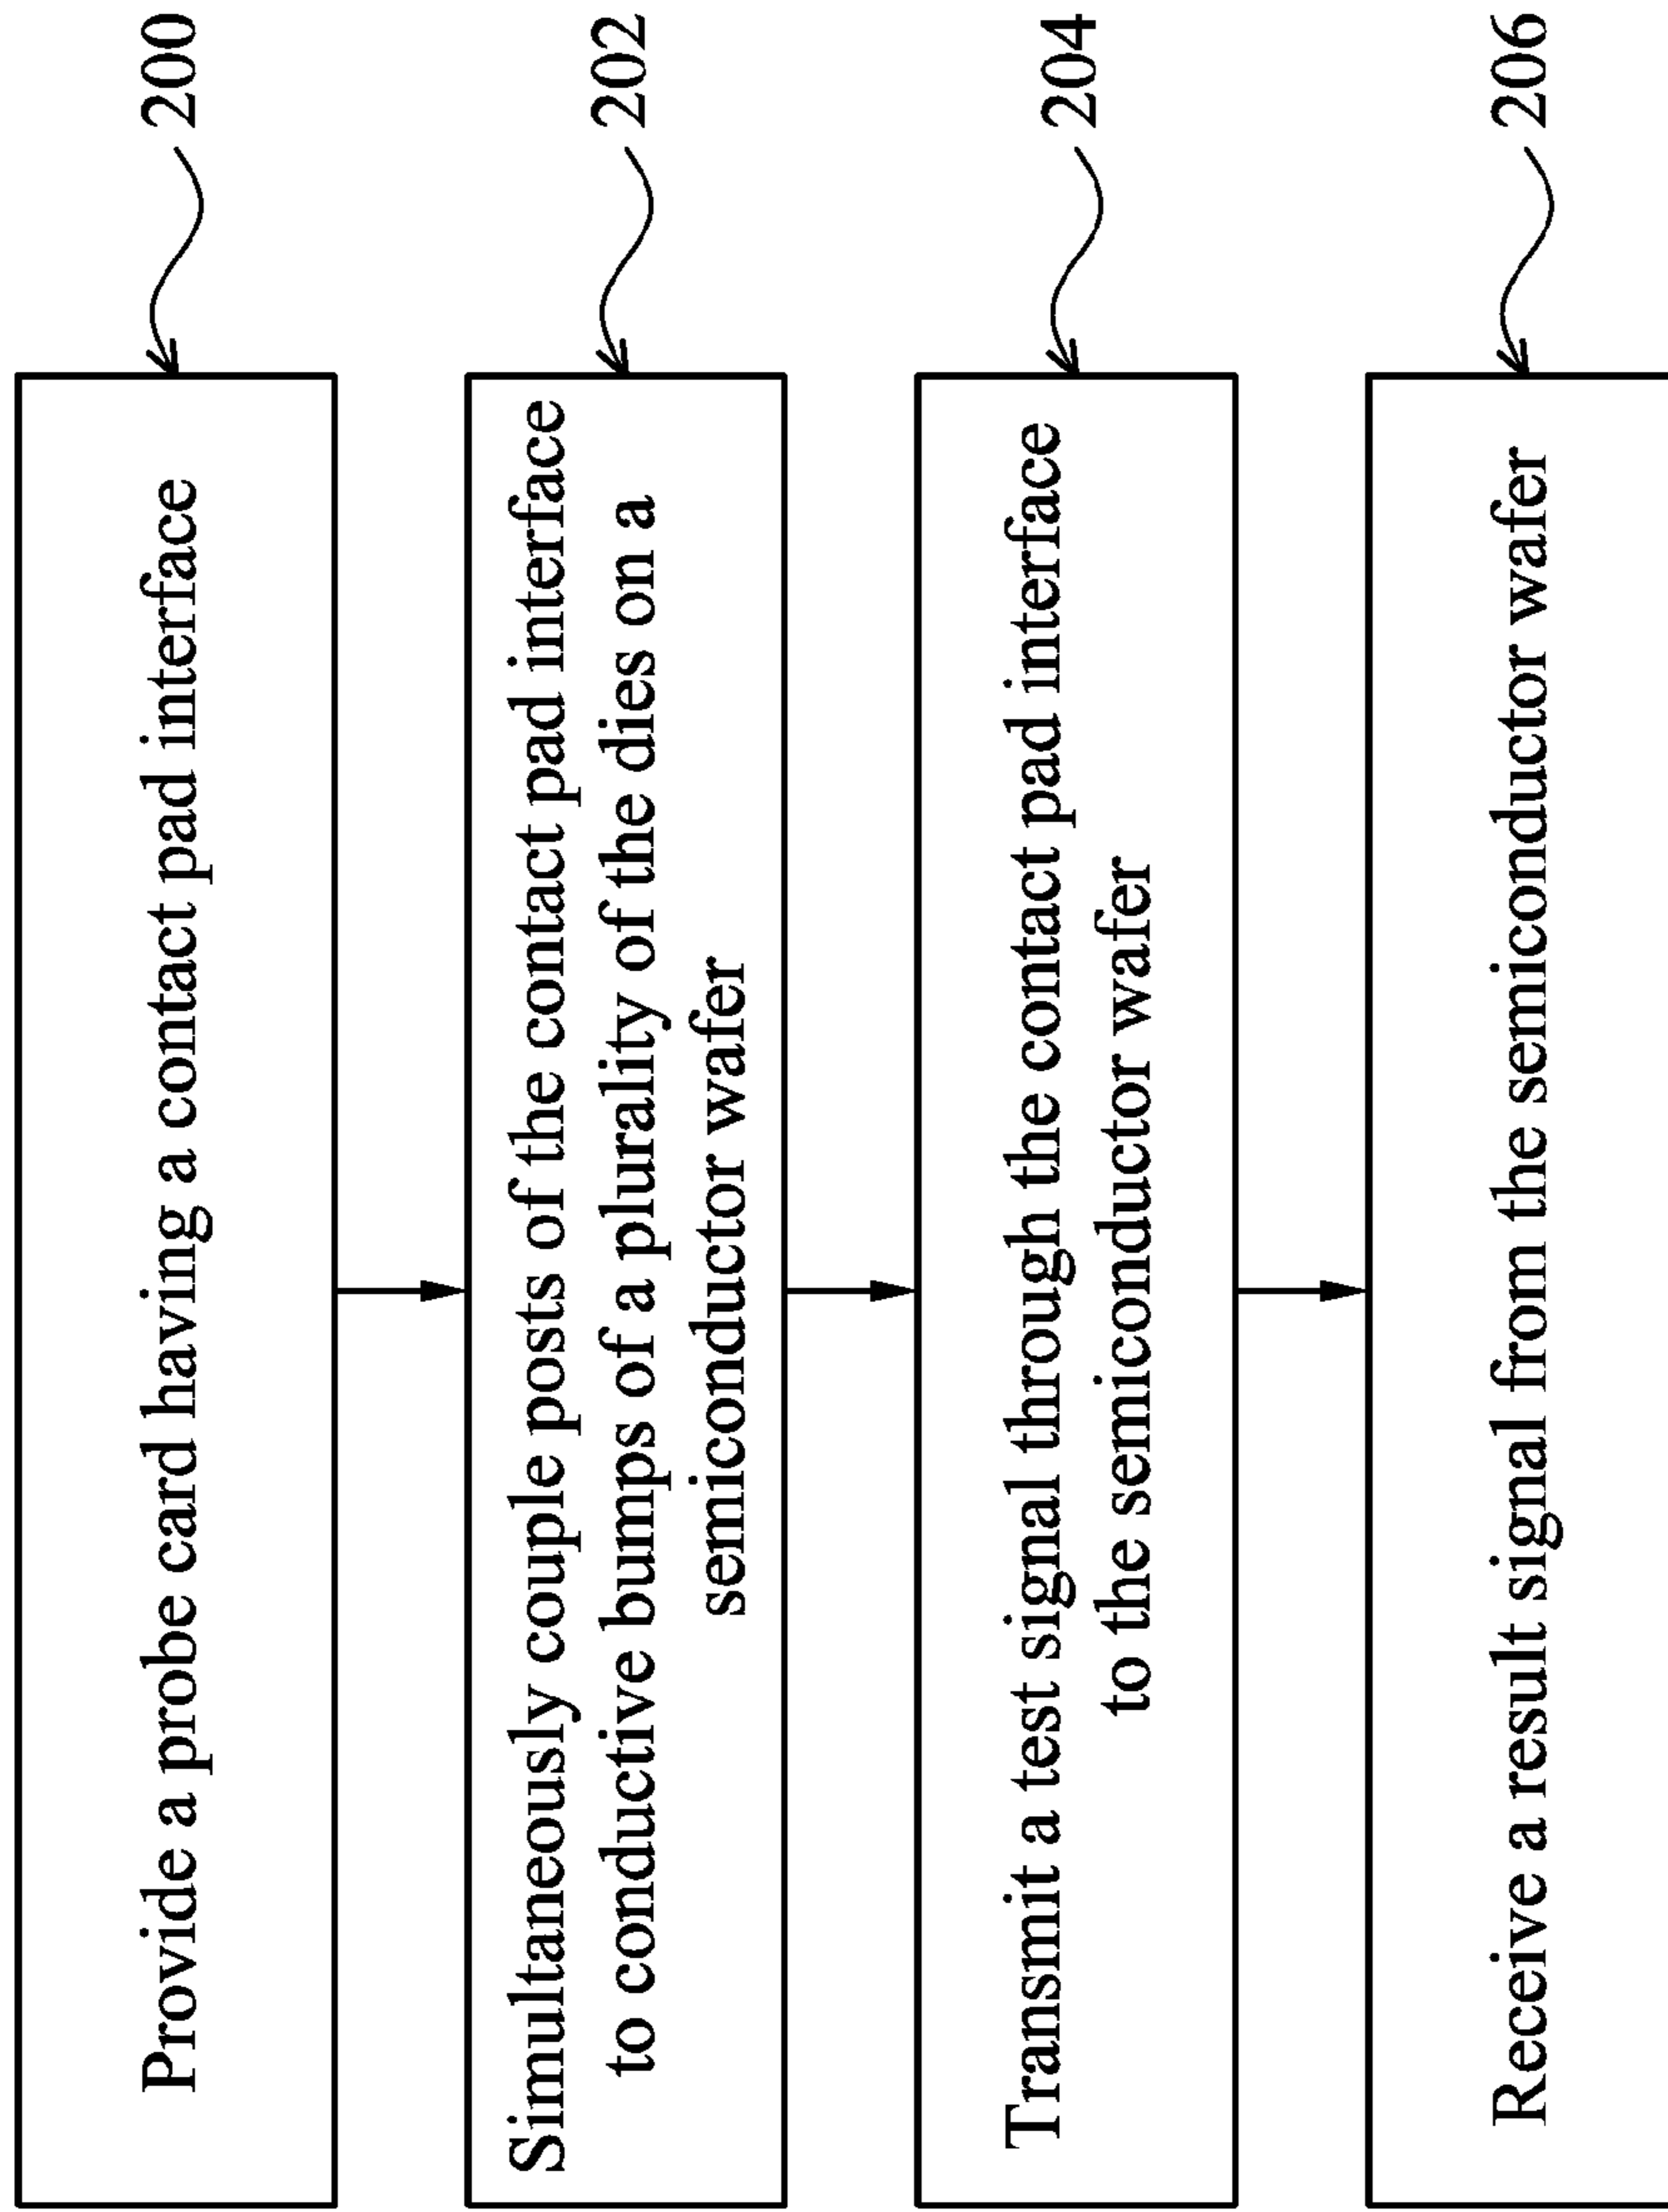 Provide a probe card having a contact pad interface
200
Simultaneously couple posts of the contact pad interface
to conductive bumps of a plurality of the dies on a
semiconductor wafer
202
Transmit a test signal through the contact pad interface
to the semiconductor wafer
204
Receive a result signal from the semiconductor wafer
206